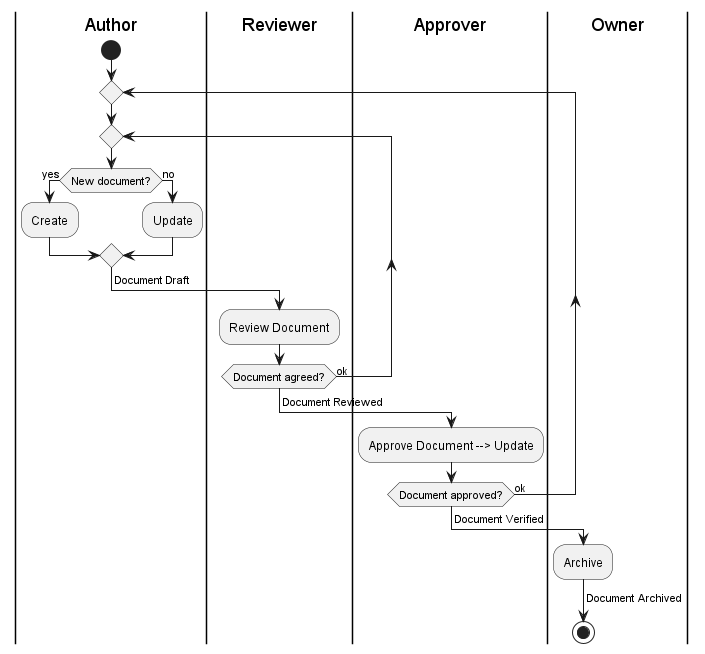 Author
Reviewer
Approver
Owner
yes
New document?
no
Create
Update
Document Draft
Review Document
Document agreed?
ok
Document Reviewed
Approve Document --> Update
Document approved?
ok
Document Verified
Archive
Document Archived